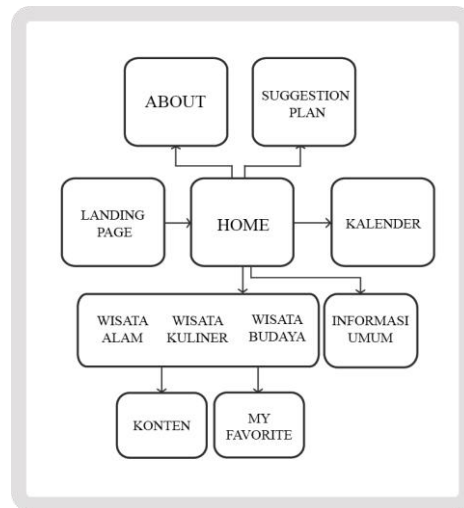 ABOUT
SUGGESTION
PLAN
LANDING
PAGE
HOME
KALENDER
WISATA
ALAM
WISATA
KULINER
WISATA
BUDAYA
INFORMASI
UMUM
KONTEN
MY
FAVORITE